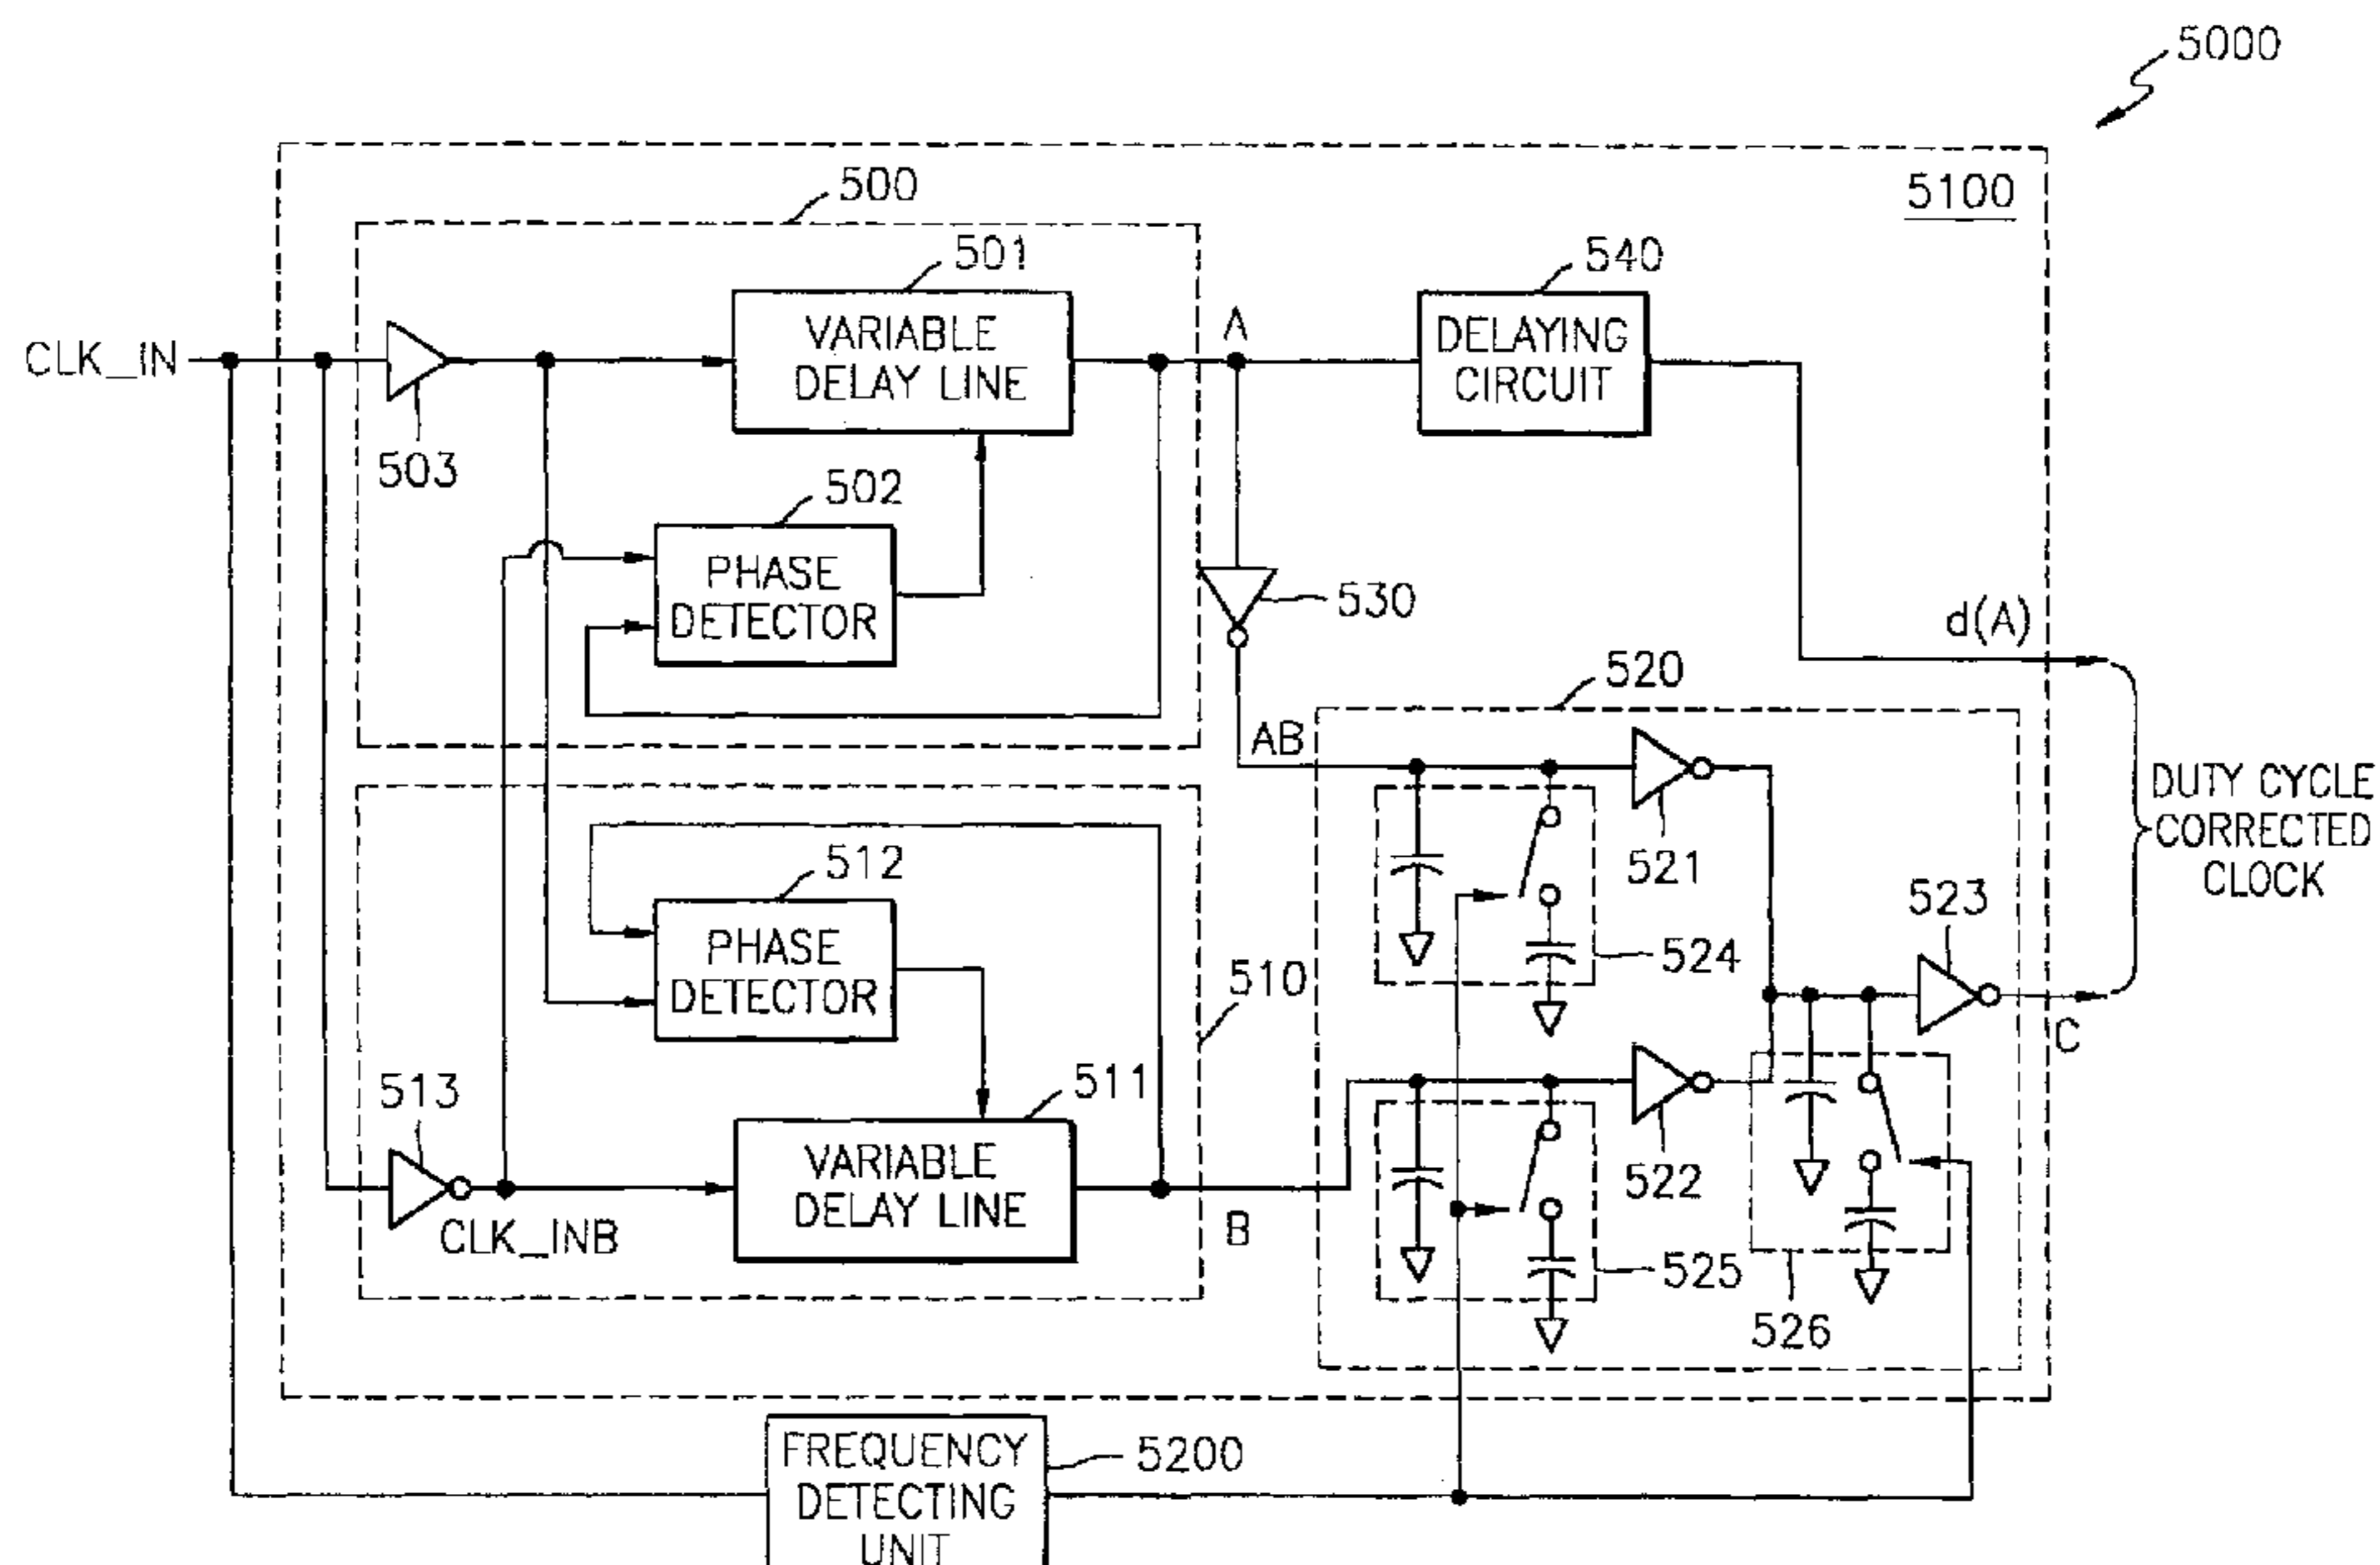 5000
5100
500
501
540
CLK_IN
VARIABLE
DELAY LINE
A
DELAYING
CIRCUIT
503
502
PHASE
DETECTOR
530
d(A)
520
AB
521
512
PHASE
DETECTOR
510
524
523
DUTY CYCLE
CORRECTED
CLOCK
C
513
511
CLK_INB
VARIABLE
DELAY LINE
B
522
525
526
FREQUENCY
DETECTING
UNIT
5200